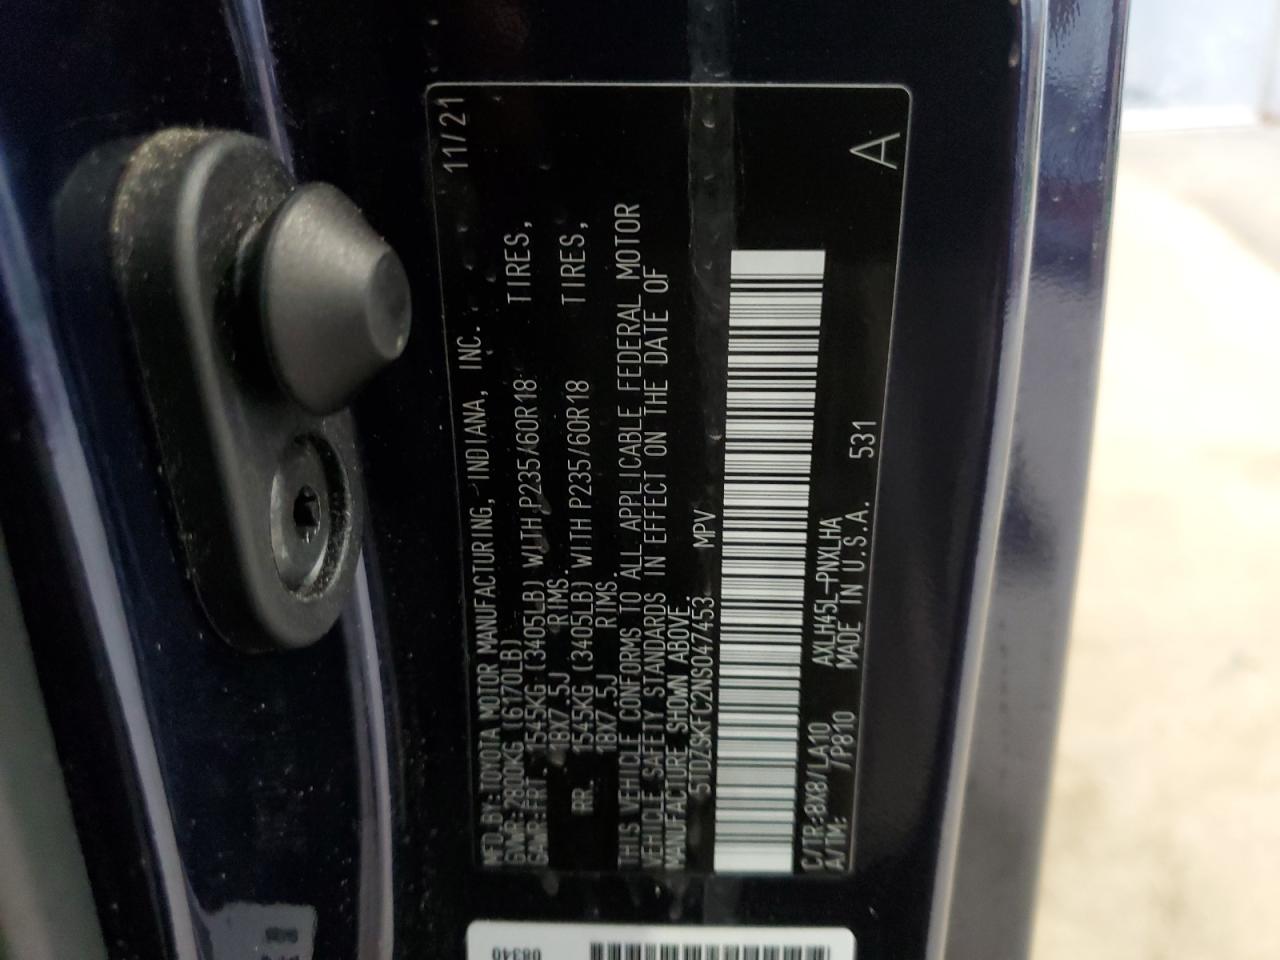 MFD.BY: TOYOTA MOTOR MANUFACTURING, INDIANA, INC. 11/21
GVWR: 2800KG (6170LB)
GAWR: FRT. 1545KG (3405LB) WITH P235/60R18 TIRES,
18X7.5J RIMS.
RR. 1545KG (3405LB) WITH P235/60R18 TIRES,
18X7.5J RIMS.
THIS VEHICLE CONFORMS TO ALL APPLICABLE FEDERAL MOTOR
VEHICLE SAFETY STANDARDS IN EFFECT ON THE DATE OF
MANUFACTURE SHOWN ABOVE.
5TDZSKFC2NS047453 MPV
C/TR: 8X8/LA10 AXLH45L-PNXLHA A
A/TM: /P810 MADE IN U.S.A. 531
08340